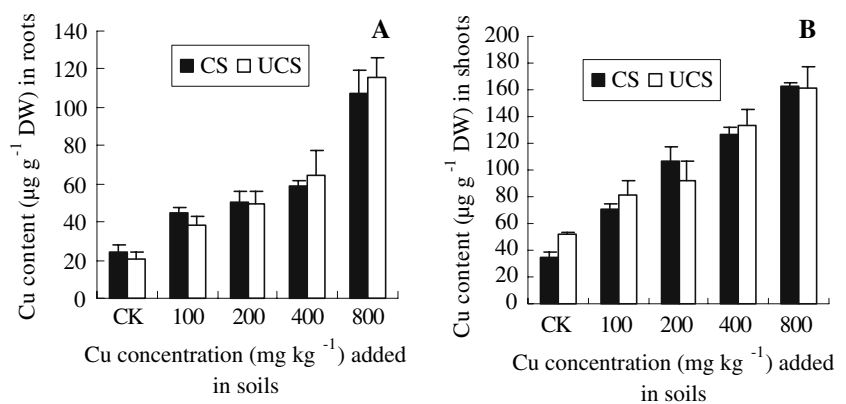 A
Cu content (µg g⁻¹ DW) in roots
140
120
100
80
60
40
20
0
CS UCS
CK 100 200 400 800
Cu concentration (mg kg ⁻¹) added
in soils
B
Cu content (µg g⁻¹ DW) in shoots
200
180
160
140
120
100
80
60
40
20
0
CS UCS
CK 100 200 400 800
Cu concentration (mg kg ⁻¹) added
in soils